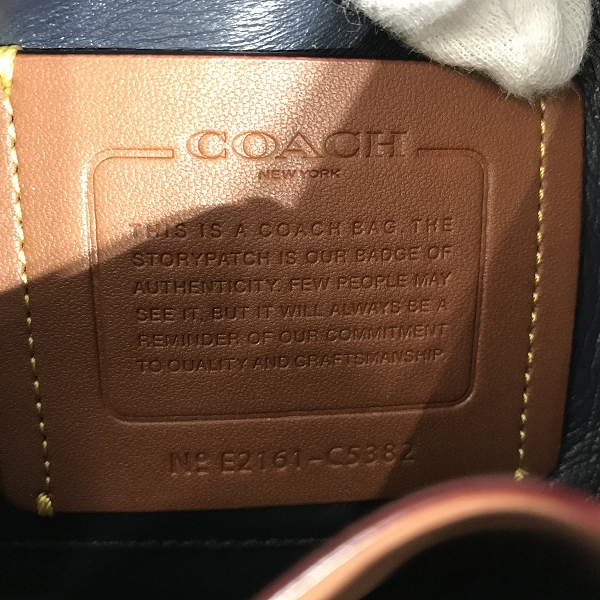 COACH
NEW YORK
THIS IS A COACH BAG. THE
STORYPATCH IS OUR BADGE OF
AUTHENTICITY. FEW PEOPLE MAY
SEE IT, BUT IT WILL ALWAYS BE A
REMINDER OF OUR COMMITMENT
TO QUALITY AND CRAFTSMANSHIP.
Nº E2161-C5382